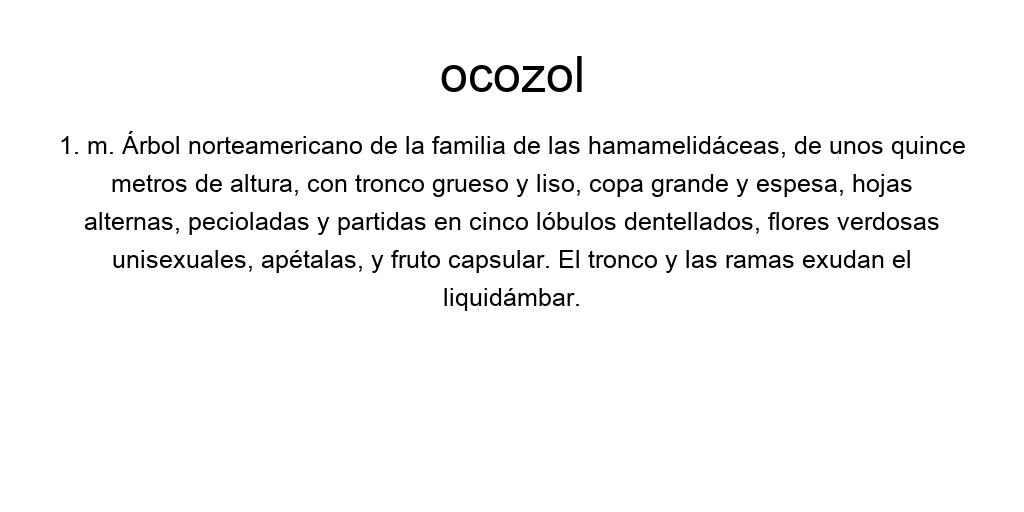 ocozol
1. m. Árbol norteamericano de la familia de las hamamelidáceas, de unos quince
metros de altura, con tronco grueso y liso, copa grande y espesa, hojas
alternas, pecioladas y partidas en cinco lóbulos dentellados, flores verdosas
unisexuales, apétalas, y fruto capsular. El tronco y las ramas exudan el
liquidámbar.